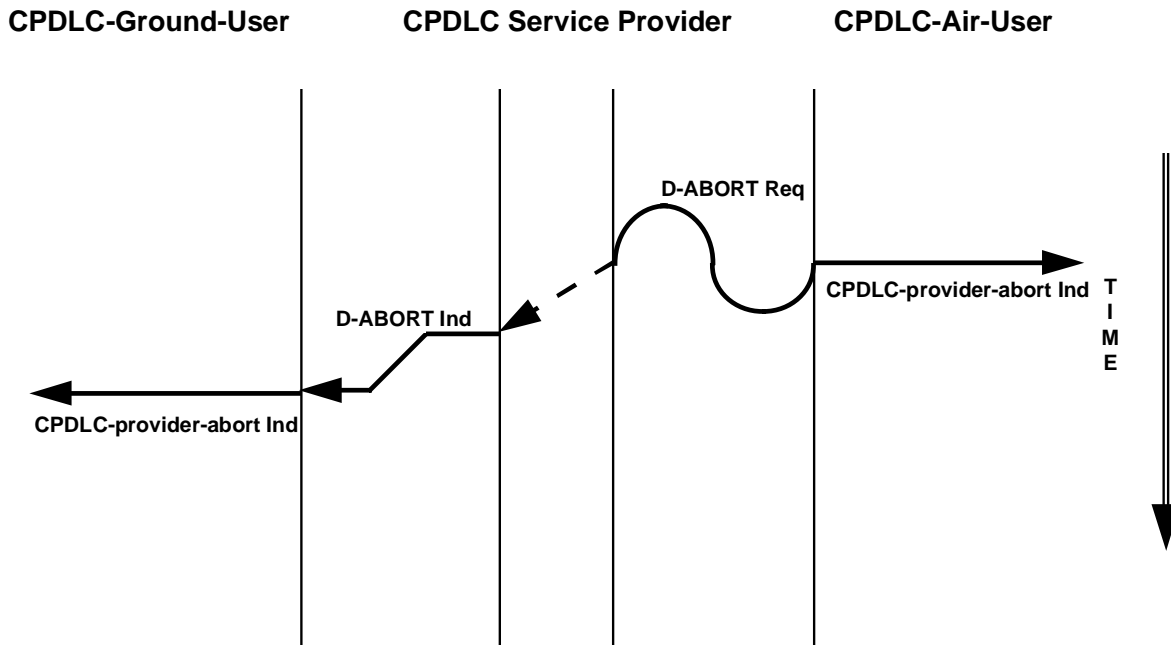 CPDLC-Ground-User
CPDLC Service Provider
CPDLC-Air-User
D-ABORT Req
CPDLC-provider-abort Ind
T
I
M
E
D-ABORT Ind
CPDLC-provider-abort Ind